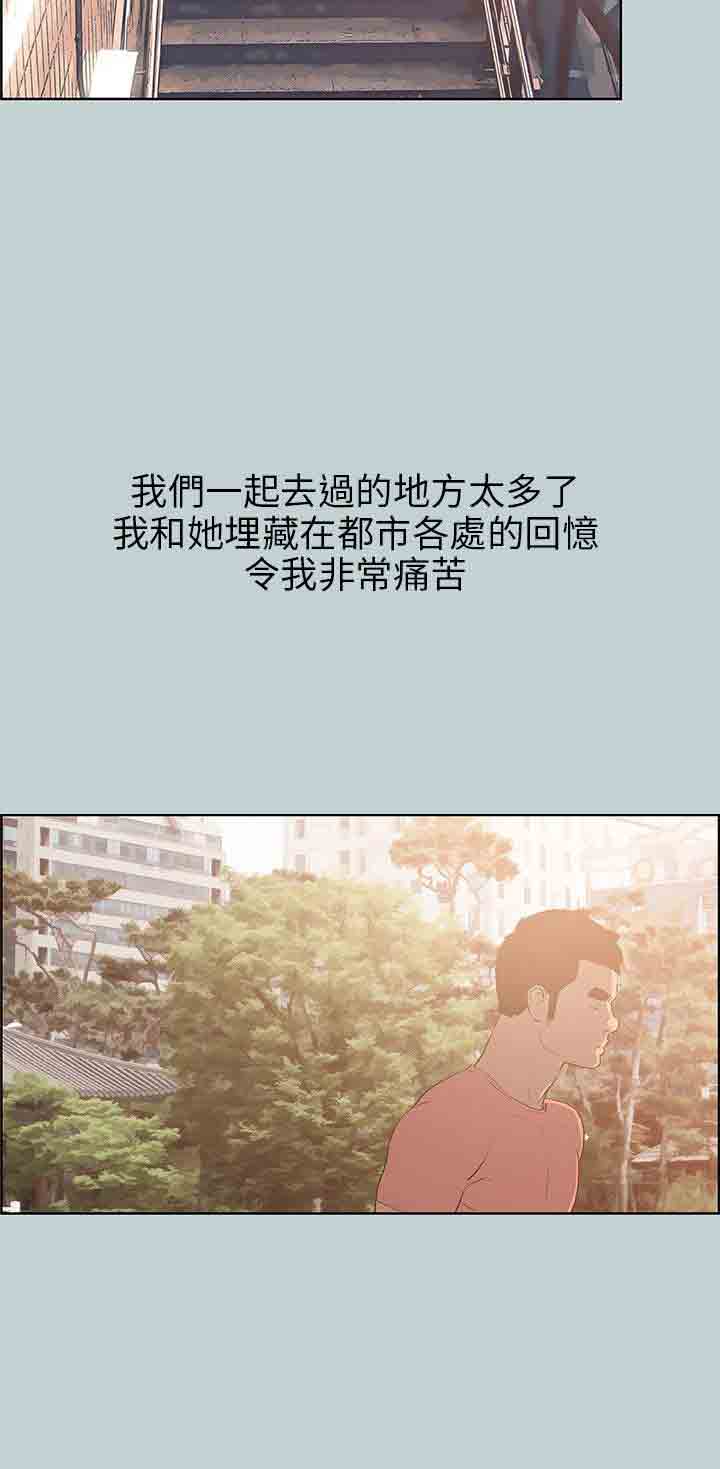 我們一起去過的地方太多了
我和她埋藏在都市各處的回憶
令我非常痛苦